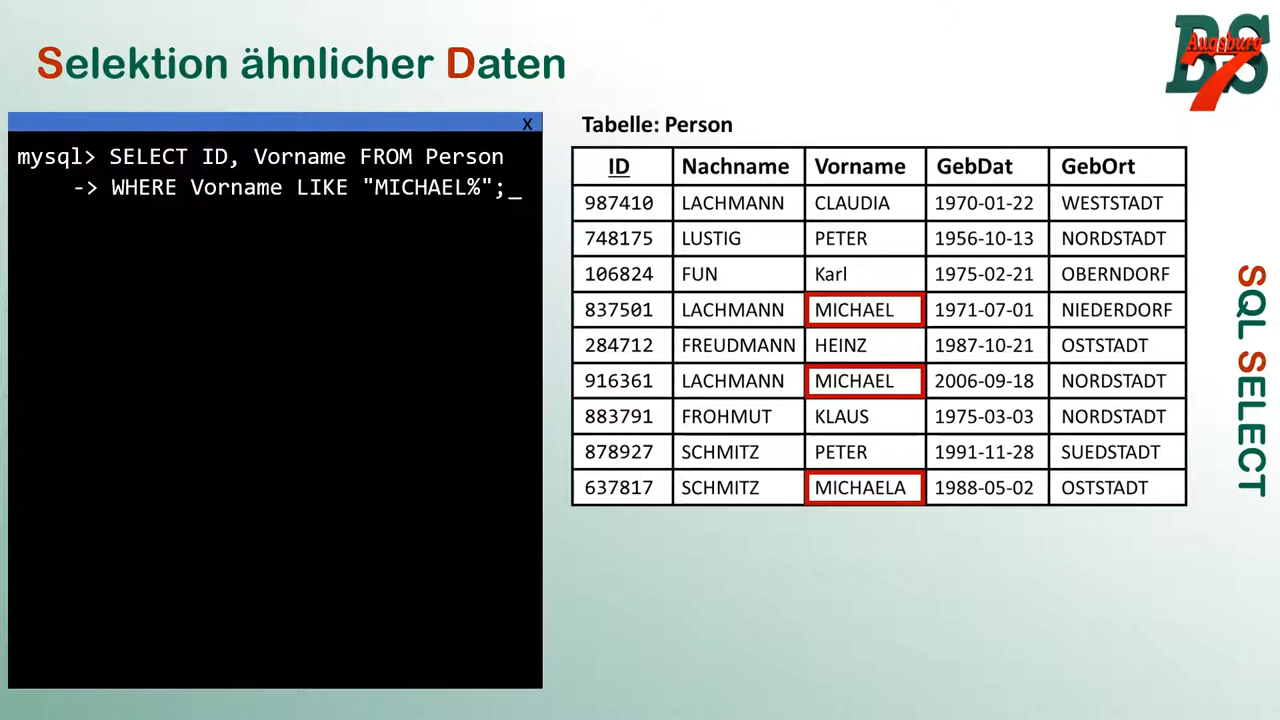 Selektion ähnlicher Daten
BS
Augsburg
7
X
mysql> SELECT ID, Vorname FROM Person
-> WHERE Vorname LIKE "MICHAEL%";_
Tabelle: Person
ID Nachname Vorname GebDat GebOrt
987410 LACHMANN CLAUDIA 1970-01-22 WESTSTADT
748175 LUSTIG PETER 1956-10-13 NORDSTADT
106824 FUN Karl 1975-02-21 OBERNDORF
837501 LACHMANN MICHAEL 1971-07-01 NIEDERDORF
284712 FREUDMANN HEINZ 1987-10-21 OSTSTADT
916361 LACHMANN MICHAEL 2006-09-18 NORDSTADT
883791 FROHMUT KLAUS 1975-03-03 NORDSTADT
878927 SCHMITZ PETER 1991-11-28 SUEDSTADT
637817 SCHMITZ MICHAELA 1988-05-02 OSTSTADT
SQL SELECT